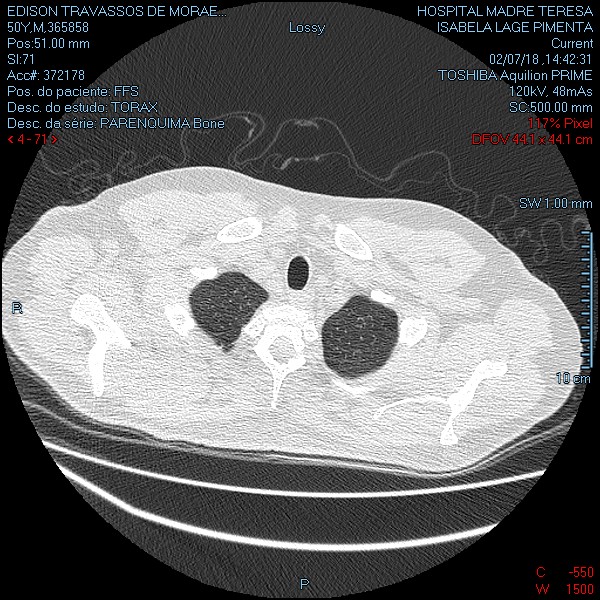 EDISON TRAVASSOS DE MORAE...
50Y,M,365858
Pos:51.00 mm
SI:71
Acc#: 372178
Pos. do paciente: FFS
Desc. do estudo: TORAX
Desc. da série: PARENQUIMA Bone
< 4 - 71 >
Lossy
HOSPITAL MADRE TERESA
ISABELA LAGE PIMENTA
Current
02/07/18 ,14:42:31
TOSHIBA Aquilion PRIME
120kV, 48mAs
SC:500.00 mm
117% Pixel
DFOV 44.1 x 44.1 cm
SW 1.00 mm
R
10 cm
P
C -550
W 1500